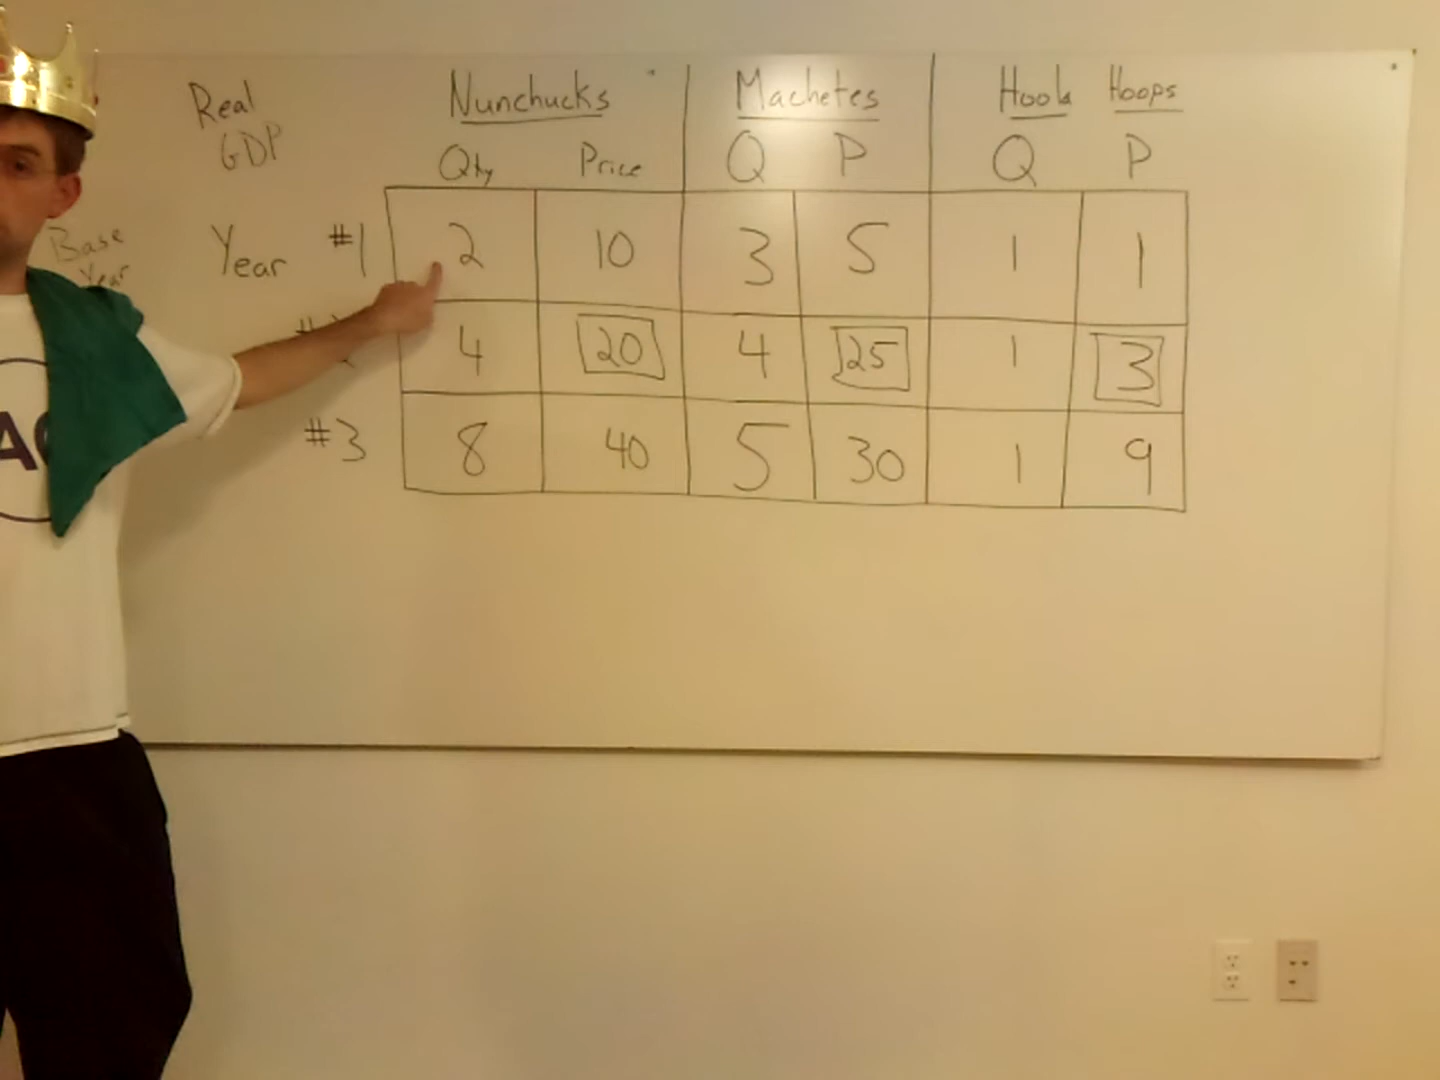 Real GDP
Nunchucks Machetes Hoola Hoops
Qty Price Q P Q P
Base Year
Year #1 2 10 3 5 1 1
4 20 4 25 1 3
#3 8 40 5 30 1 9